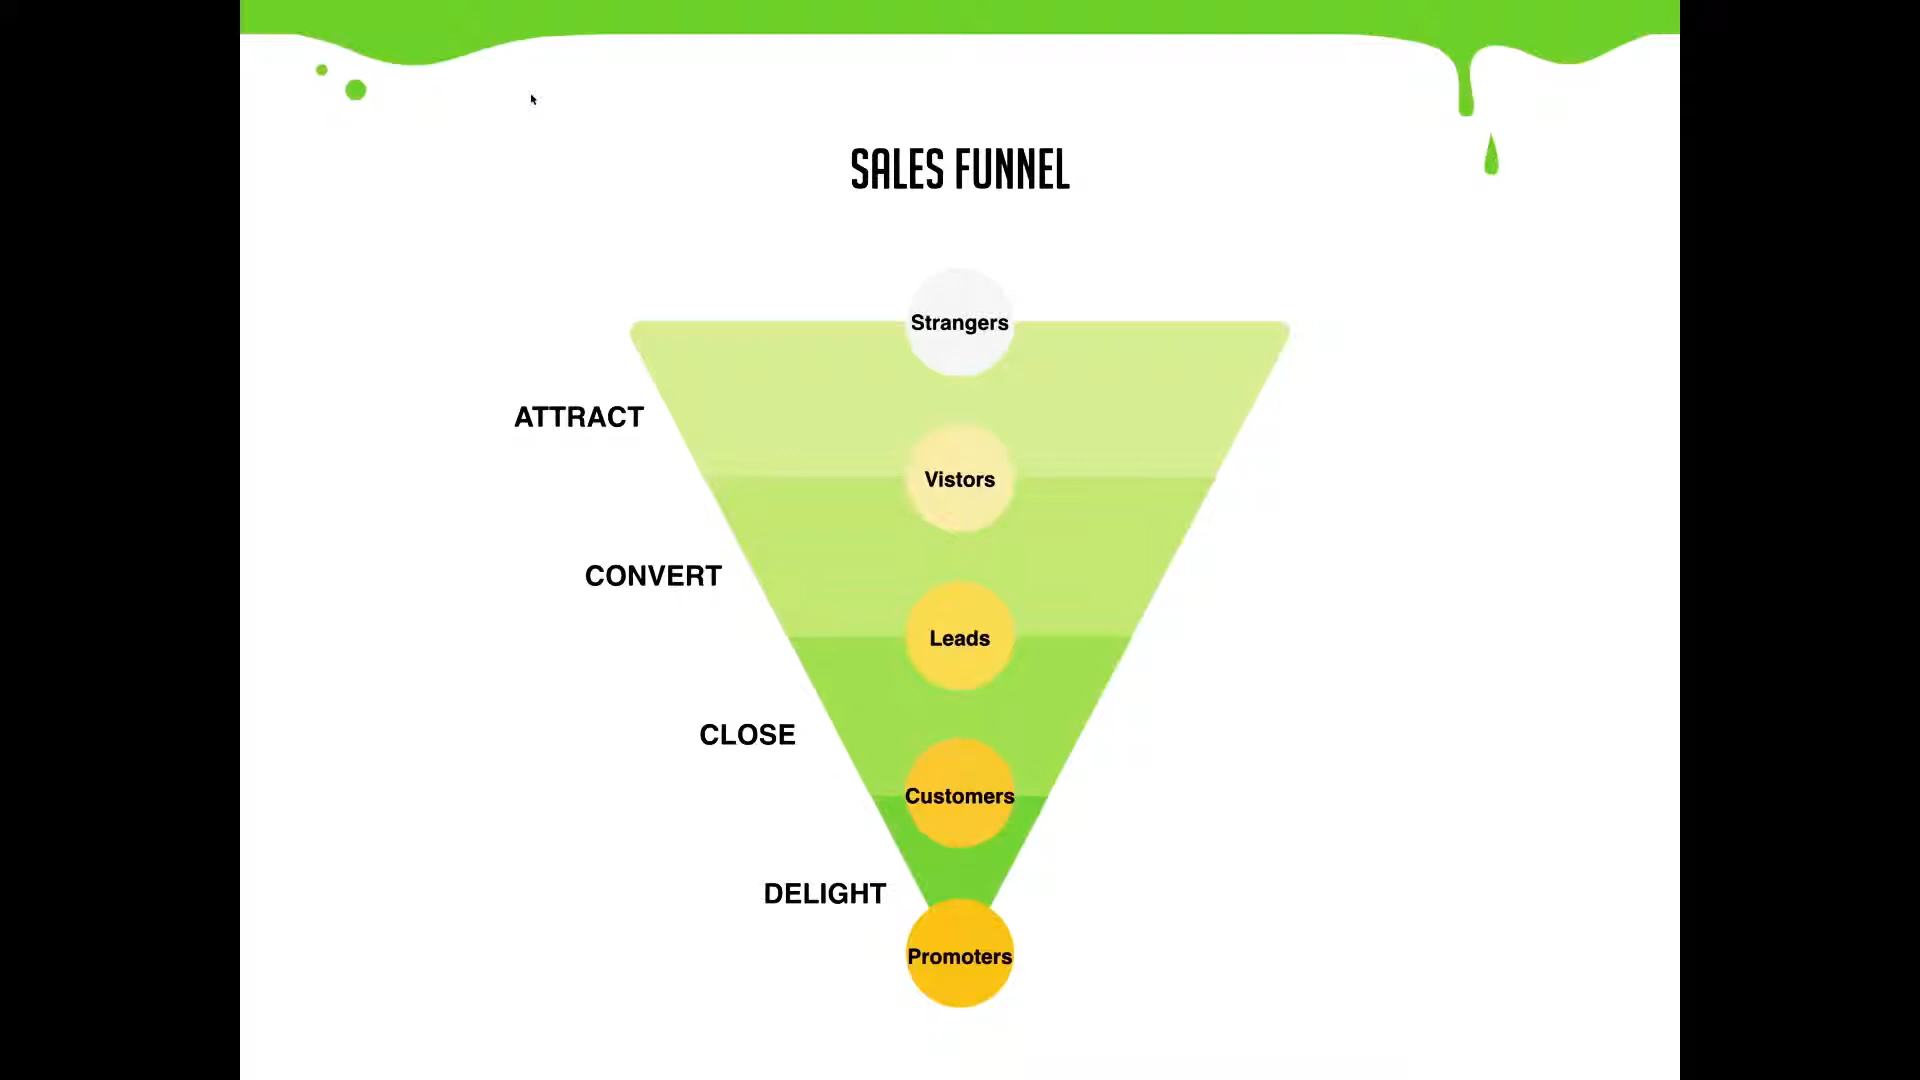 SALES FUNNEL
Strangers
ATTRACT
Vistors
CONVERT
Leads
CLOSE
Customers
DELIGHT
Promoters